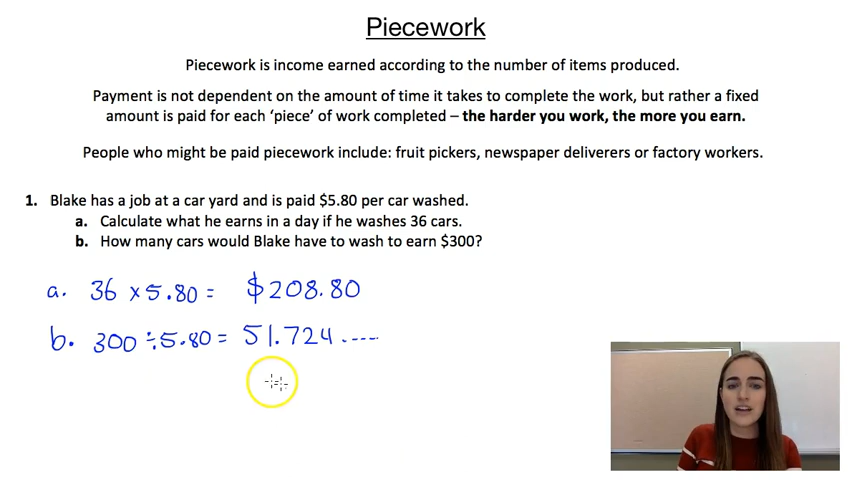 Piecework
Piecework is income earned according to the number of items produced.
Payment is not dependent on the amount of time it takes to complete the work, but rather a fixed
amount is paid for each ‘piece’ of work completed – the harder you work, the more you earn.
People who might be paid piecework include: fruit pickers, newspaper deliverers or factory workers.
1. Blake has a job at a car yard and is paid $5.80 per car washed.
a. Calculate what he earns in a day if he washes 36 cars.
b. How many cars would Blake have to wash to earn $300?
a. 36 × 5.80 = $208.80
b. 300 ÷ 5.80 = 51.724.....